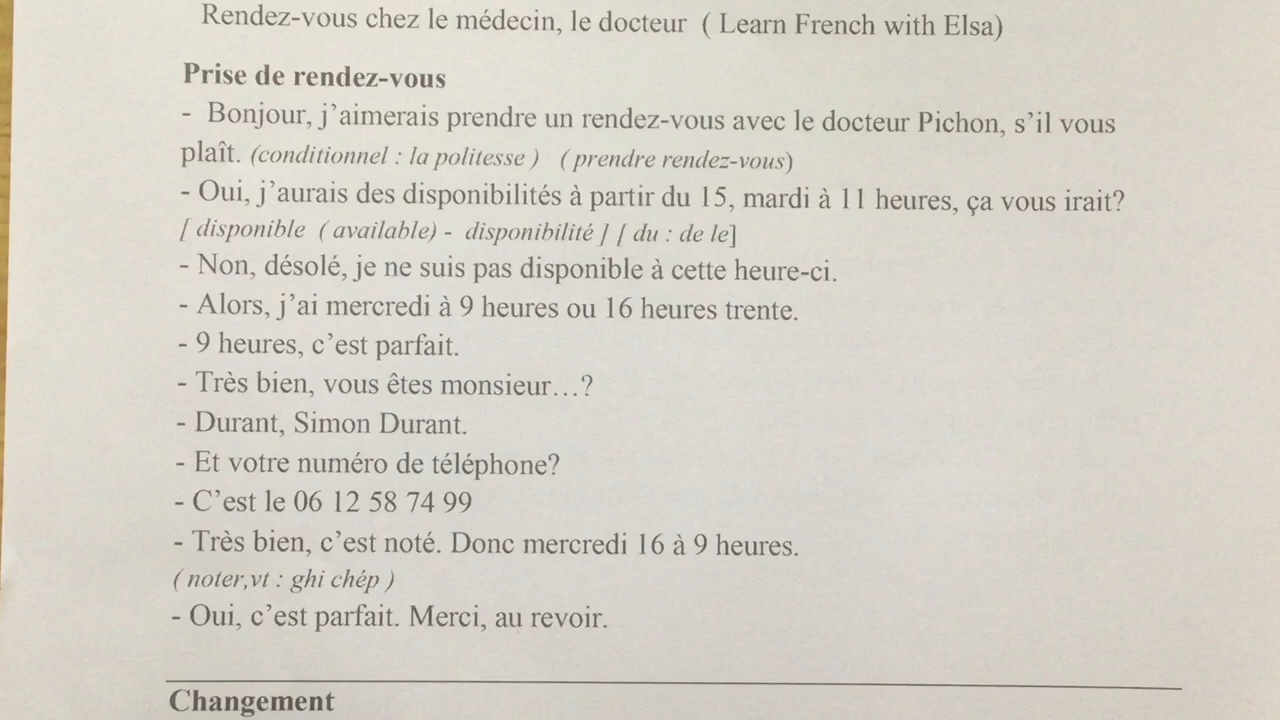 Rendez-vous chez le médecin, le docteur ( Learn French with Elsa)
Prise de rendez-vous
- Bonjour, j’aimerais prendre un rendez-vous avec le docteur Pichon, s’il vous
plaît. (conditionnel : la politesse ) ( prendre rendez-vous)
- Oui, j’aurais des disponibilités à partir du 15, mardi à 11 heures, ça vous irait?
[ disponible ( available) - disponibilité ] [ du : de le]
- Non, désolé, je ne suis pas disponible à cette heure-ci.
- Alors, j’ai mercredi à 9 heures ou 16 heures trente.
- 9 heures, c’est parfait.
- Très bien, vous êtes monsieur…?
- Durant, Simon Durant.
- Et votre numéro de téléphone?
- C’est le 06 12 58 74 99
- Très bien, c’est noté. Donc mercredi 16 à 9 heures.
( noter,vt : ghi chép )
- Oui, c’est parfait. Merci, au revoir.
Changement